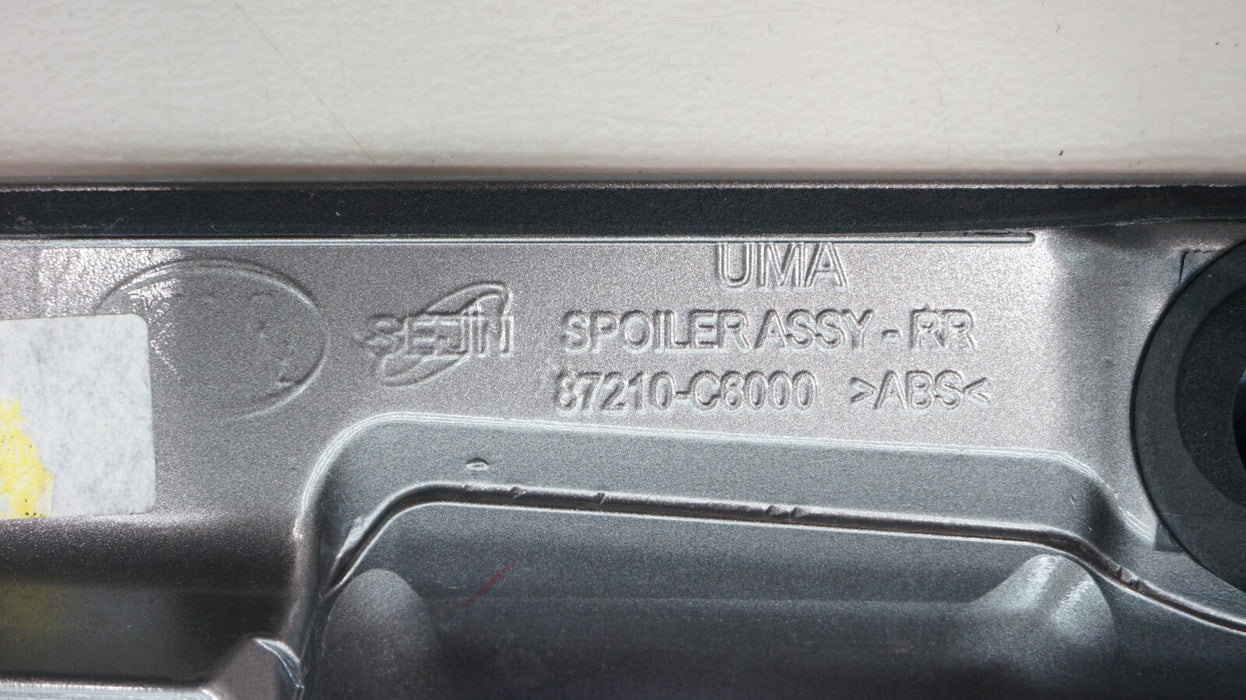 UMA
SEJIN
SPOILER ASSY - RR
87210-C8000 >ABS<